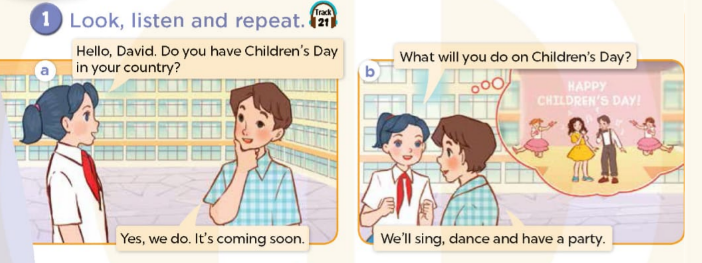 1 Look, listen and repeat. Track 21
a
Hello, David. Do you have Children's Day
in your country?
Yes, we do. It's coming soon.
b
What will you do on Children's Day?
HAPPY
CHILDREN'S DAY!
We'll sing, dance and have a party.